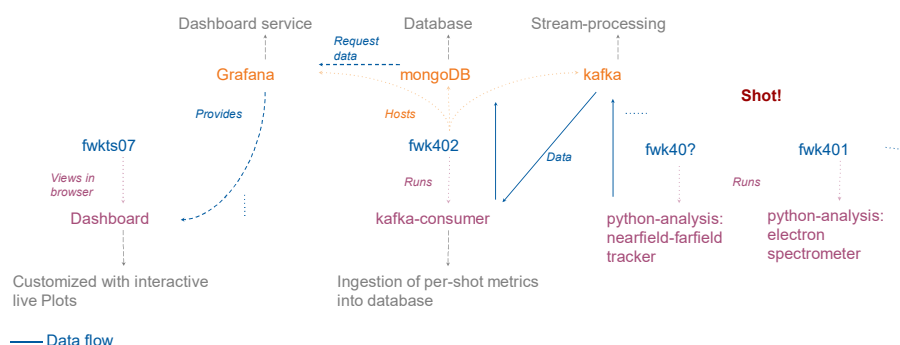 Dashboard service
Database
Stream-processing
Request
data
Grafana
mongoDB
kafka
Shot!
Provides
Hosts
fwkts07
fwk402
Data
fwk40?
fwk401
Views in
browser
Runs
Runs
Dashboard
kafka-consumer
python-analysis:
nearfield-farfield
tracker
python-analysis:
electron
spectrometer
Customized with interactive
live Plots
Ingestion of per-shot metrics
into database
Data flow